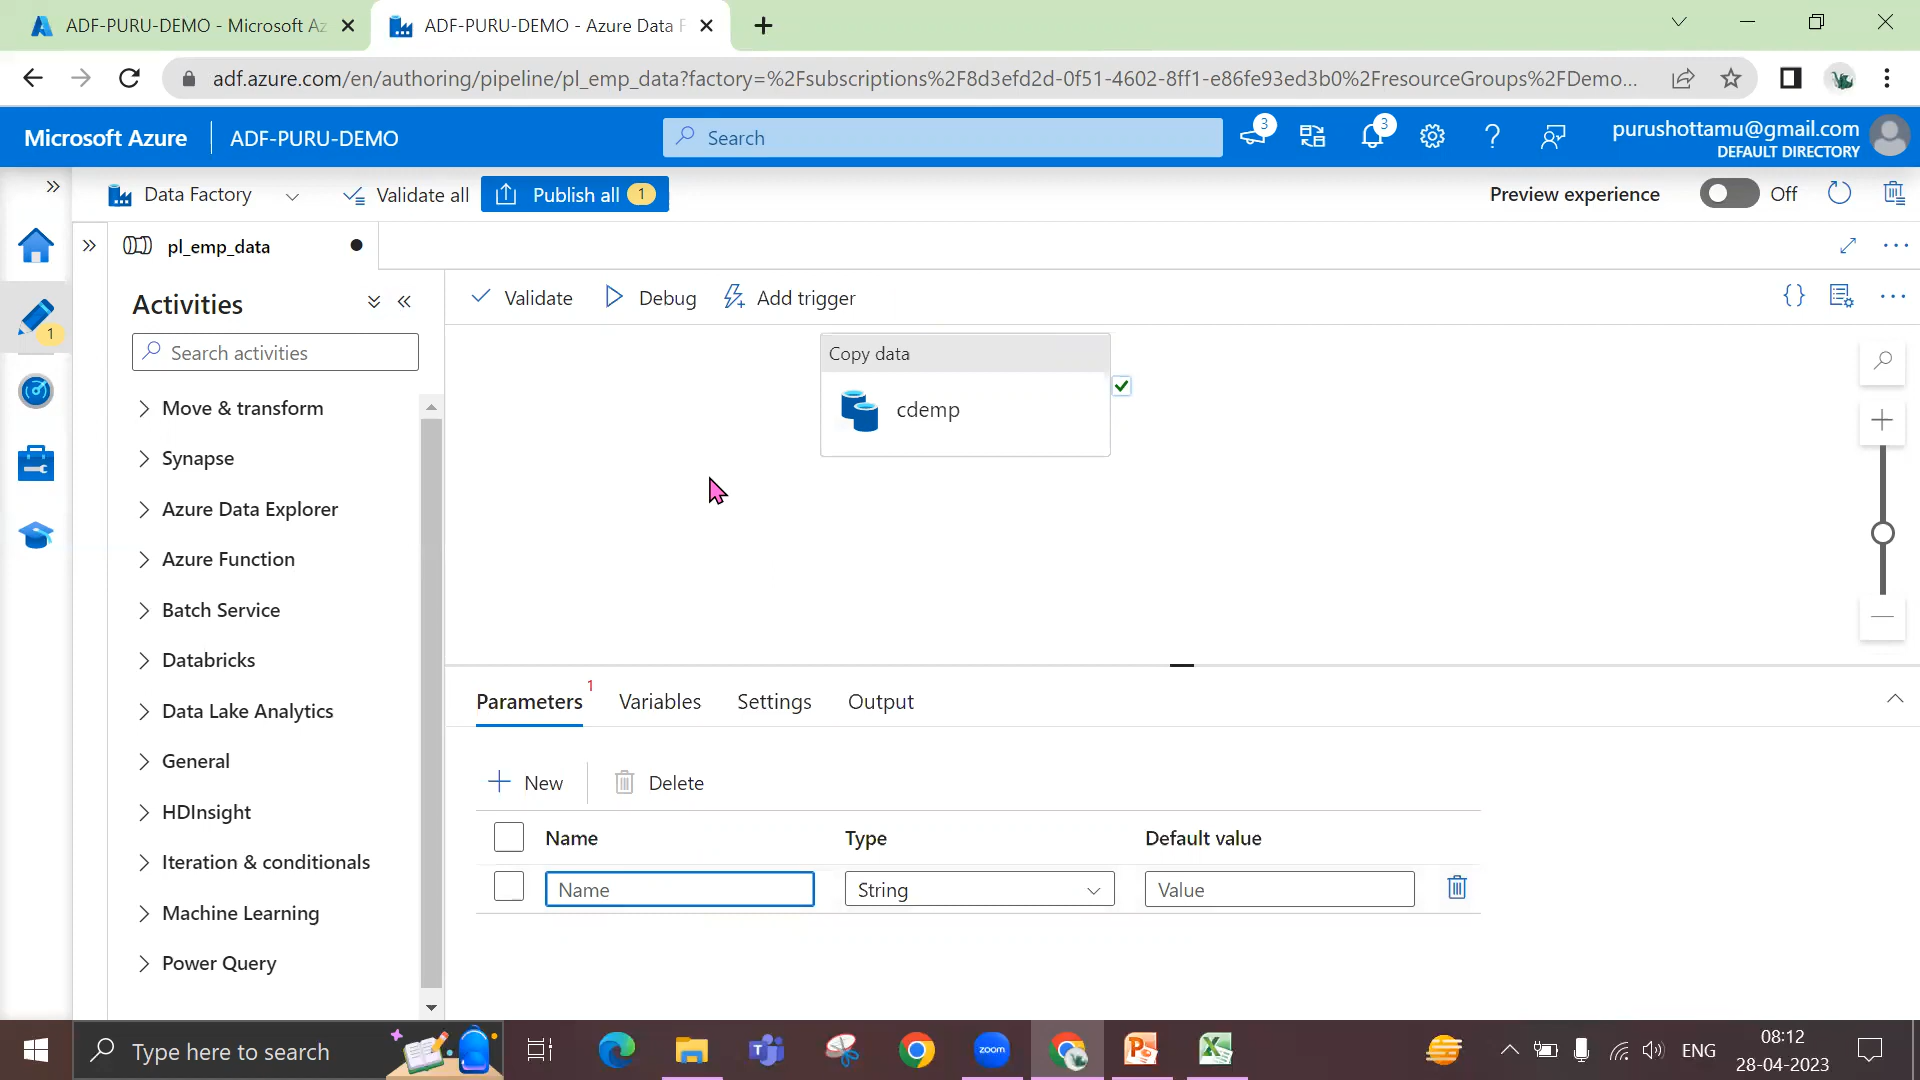 ADF-PURU-DEMO - Microsoft Az
ADF-PURU-DEMO - Azure Data F
adf.azure.com/en/authoring/pipeline/pl_emp_data?factory=%2Fsubscriptions%2F8d3efd2d-0f51-4602-8ff1-e86fe93ed3b0%2FresourceGroups%2FDemo...
Microsoft Azure
ADF-PURU-DEMO
Search
3
3
purushottamu@gmail.com
DEFAULT DIRECTORY
Data Factory
Validate all
Publish all 1
Preview experience
Off
pl_emp_data
1
Activities
Search activities
Move & transform
Synapse
Azure Data Explorer
Azure Function
Batch Service
Databricks
Data Lake Analytics
General
HDInsight
Iteration & conditionals
Machine Learning
Power Query
Validate
Debug
Add trigger
Copy data
cdemp
Parameters 1
Variables
Settings
Output
New
Delete
Name
Type
Default value
Name
String
Value
Type here to search
zoom
ENG
08:12
28-04-2023